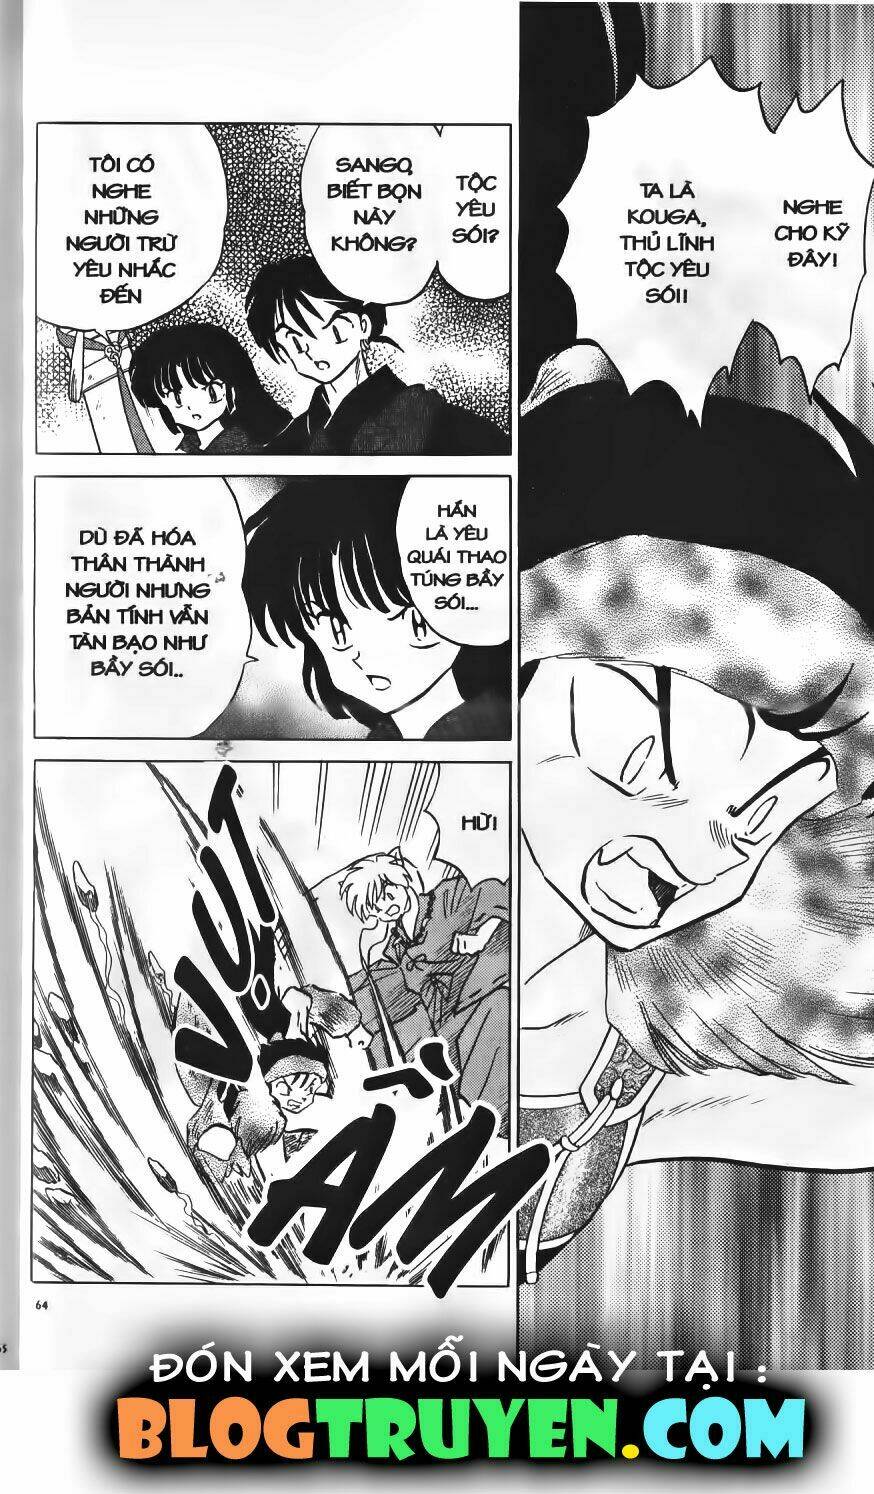 NGHE
CHO KỸ
ĐÂY!
TA LÀ
KOUGA,
THỦ LĨNH
TỘC YÊU
SÓI!
TỘC
YÊU
SÓI?
SANGO,
BIẾT BỌN
NÀY
KHÔNG?
TÔI CÓ
NGHE
NHỮNG
NGƯỜI TRỪ
YÊU NHẮC
ĐẾN
HẮN
LÀ YÊU
QUÁI THAO
TÚNG BẦY
SÓI...
DÙ ĐÃ HÓA
THÂN THÀNH
NGƯỜI NHƯNG
BẢN TÍNH VẪN
TÀN BẠO NHƯ
BẦY SÓI..
HỪ!
VỤT
ẦM
64
65
ĐÓN XEM MỖI NGÀY TẠI :
BLOGTRUYEN.COM